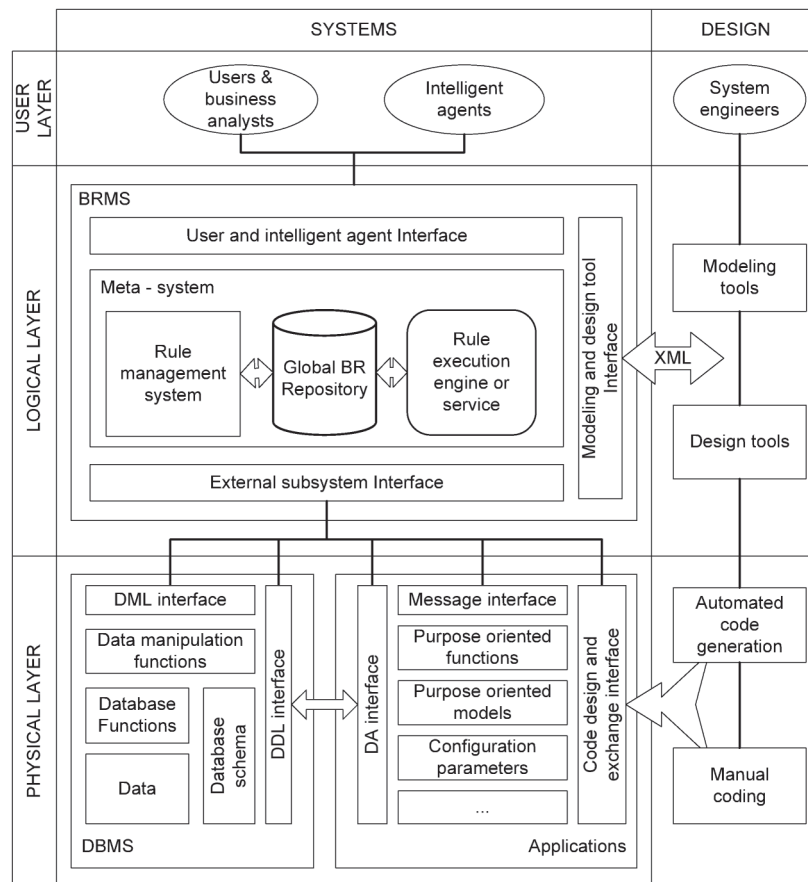 SYSTEMS
DESIGN
USER
LAYER
Users &
business
analysts
Intelligent
agents
System
engineers
LOGICAL LAYER
BRMS
User and intelligent agent Interface
Meta - system
Rule
management
system
Global BR
Repository
Rule
execution
engine or
service
Modeling and design tool
Interface
External subsystem Interface
XML
Modeling
tools
Design tools
PHYSICAL LAYER
DML interface
Data manipulation
functions
Database
Functions
Data
Database
schema
DDL interface
DBMS
DA interface
Message interface
Purpose oriented
functions
Purpose oriented
models
Configuration
parameters
...
Code design and
exchange interface
Applications
Automated
code
generation
Manual
coding